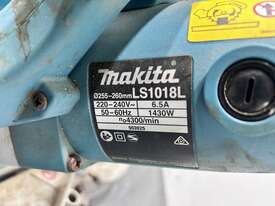 makita
Ø255-260mm LS1018L
220-240V~ 6.5A
50-60Hz 1430W
n₀4300/min